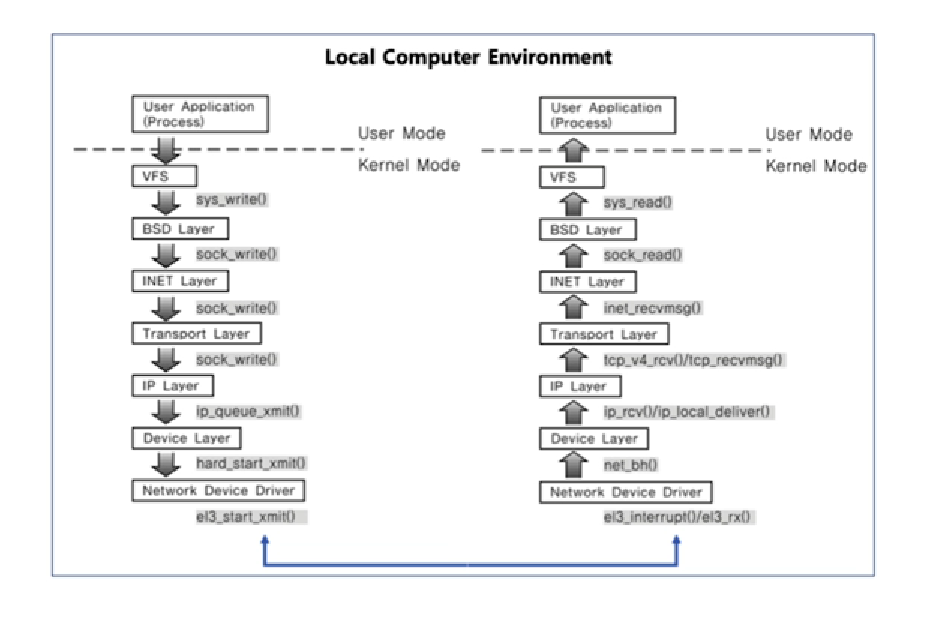 Local Computer Environment
User Application
(Process)
User Mode
Kernel Mode
VFS
sys_write()
BSD Layer
sock_write()
INET Layer
sock_write()
Transport Layer
sock_write()
IP Layer
ip_queue_xmit()
Device Layer
hard_start_xmit()
Network Device Driver
el3_start_xmit()
User Application
(Process)
User Mode
Kernel Mode
VFS
sys_read()
BSD Layer
sock_read()
INET Layer
inet_recvmsg()
Transport Layer
tcp_v4_rcv()/tcp_recvmsg()
IP Layer
ip_rcv()/ip_local_deliver()
Device Layer
net_bh()
Network Device Driver
el3_interrupt()/el3_rx()